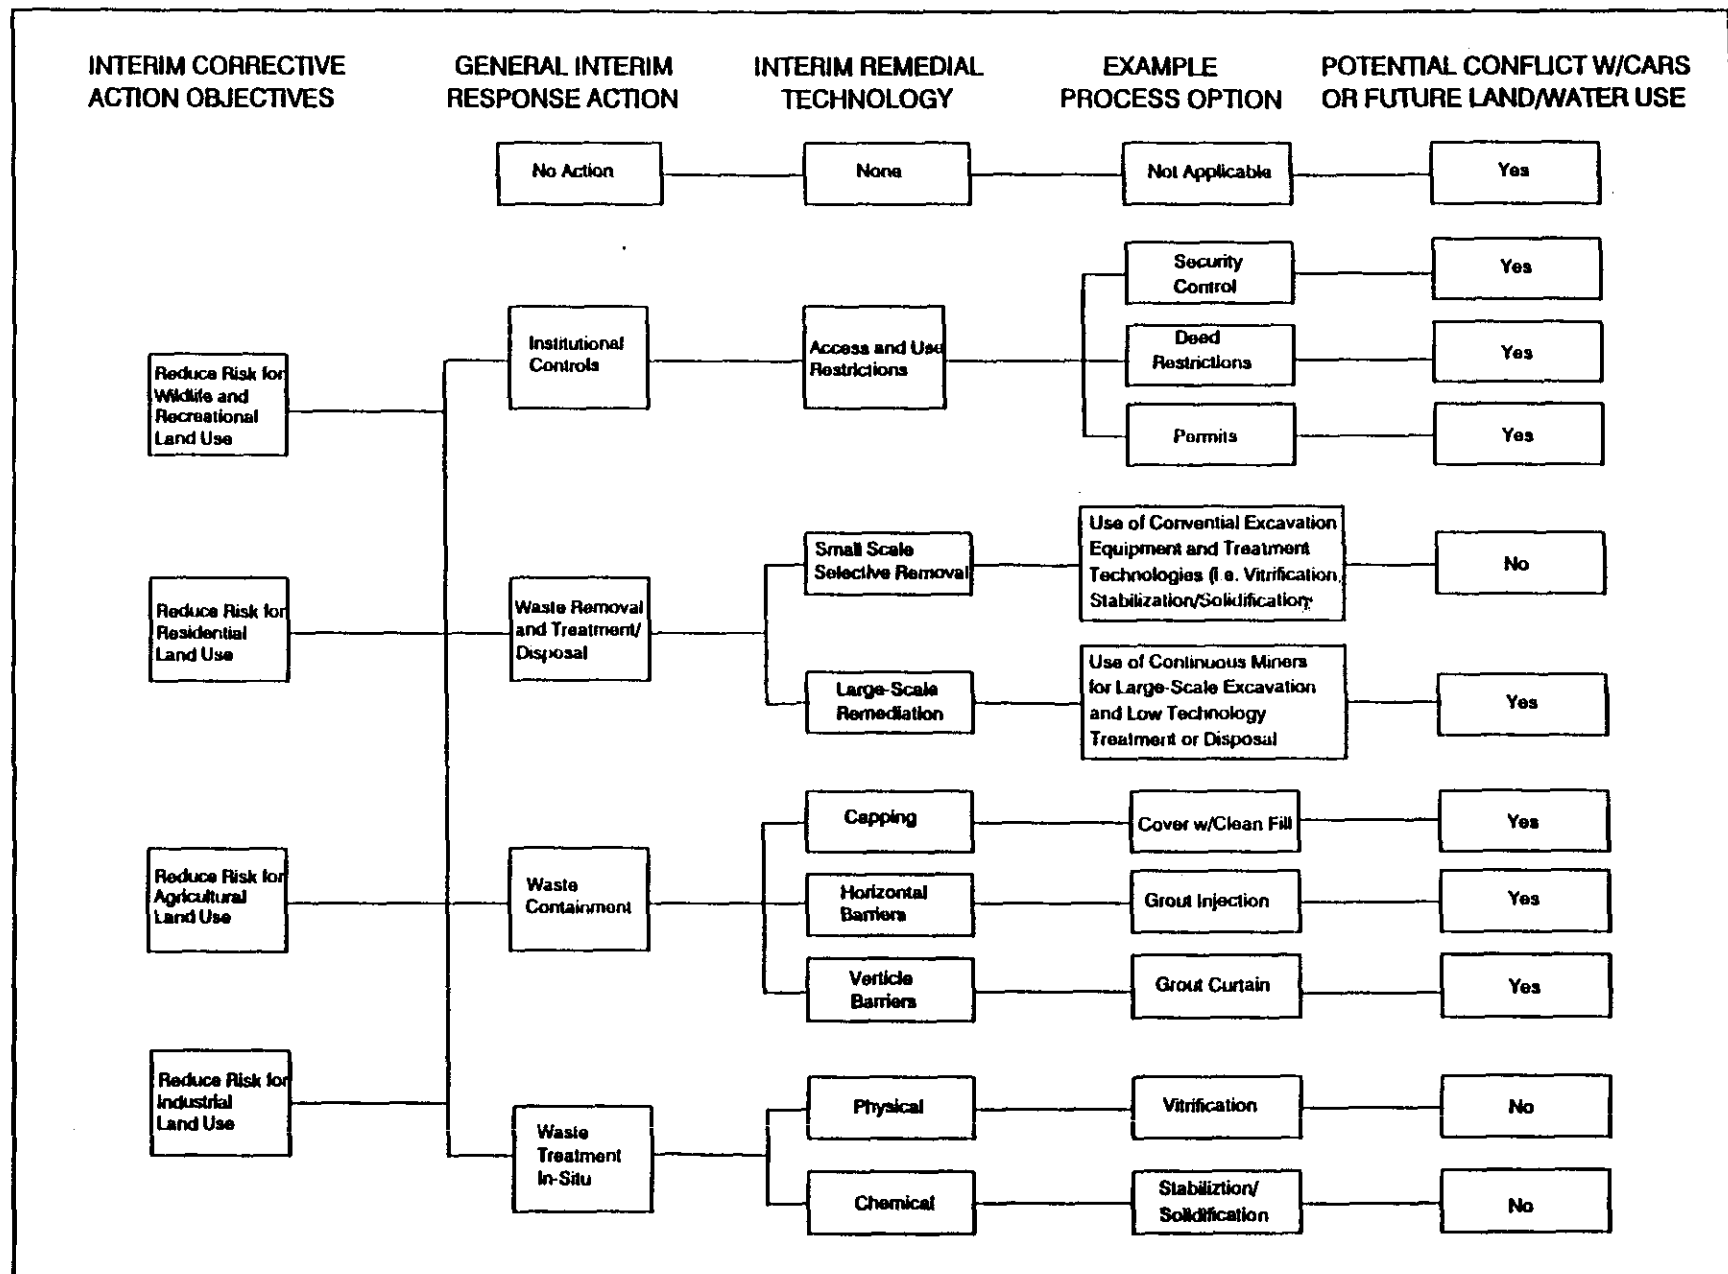 INTERIM CORRECTIVE
ACTION OBJECTIVES
GENERAL INTERIM
RESPONSE ACTION
INTERIM REMEDIAL
TECHNOLOGY
EXAMPLE
PROCESS OPTION
POTENTIAL CONFLICT W/CARS
OR FUTURE LAND/WATER USE
No Action
None
Not Applicable
Yes
Reduce Risk for
Wildlife and
Recreational
Land Use
Institutional
Controls
Access and Use
Restrictions
Security
Control
Yes
Deed
Restrictions
Yes
Permits
Yes
Reduce Risk for
Residential
Land Use
Waste Removal
and Treatment/
Disposal
Small Scale
Selective Removal
Use of Convential Excavation
Equipment and Treatment
Technologies (i.e. Vitrification,
Stabilization/Solidification;
No
Large-Scale
Remediation
Use of Continuous Miners
for Large-Scale Excavation
and Low Technology
Treatment or Disposal
Yes
Reduce Risk for
Agricultural
Land Use
Waste
Containment
Capping
Cover w/Clean Fill
Yes
Horizontal
Barriers
Grout Injection
Yes
Verticle
Barriers
Grout Curtain
Yes
Reduce Risk for
Industrial
Land Use
Waste
Treatment
In-Situ
Physical
Vitrification
No
Chemical
Stabiliztion/
Solidification
No